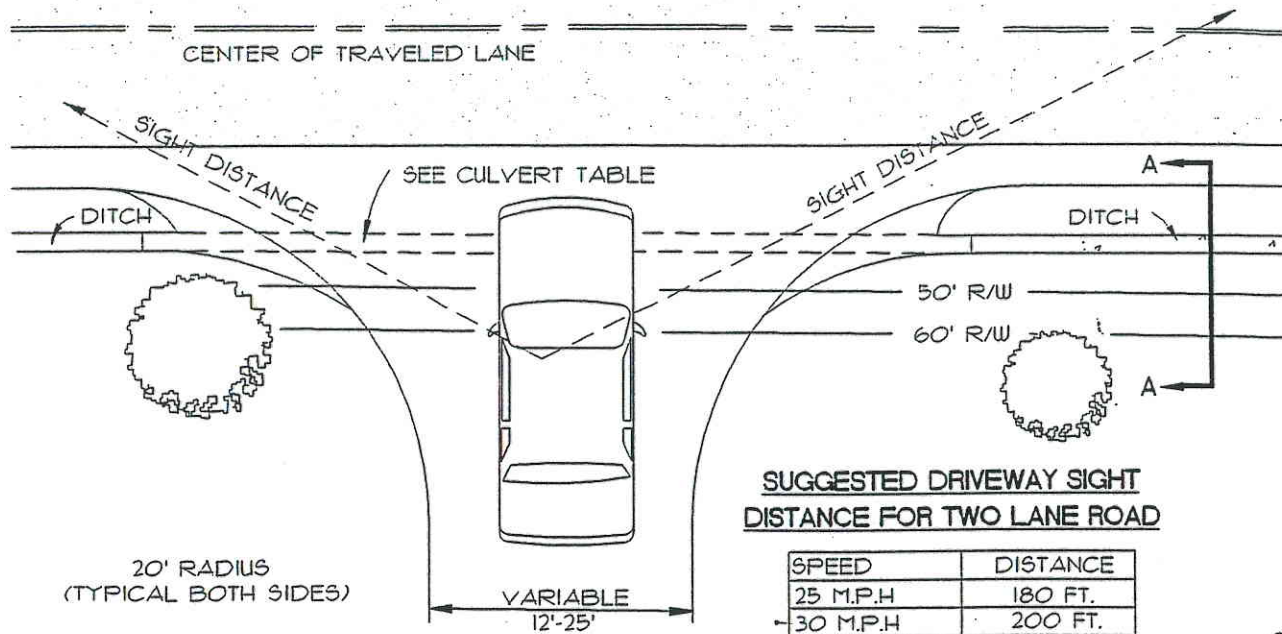 CENTER OF TRAVELED LANE
SIGHT DISTANCE
SIGHT DISTANCE
SEE CULVERT TABLE
A
DITCH
DITCH
50' R/W
60' R/W
A
SUGGESTED DRIVEWAY SIGHT
DISTANCE FOR TWO LANE ROAD
20' RADIUS
(TYPICAL BOTH SIDES)
VARIABLE
12'-25'
SPEED DISTANCE
25 M.P.H 180 FT.
30 M.P.H 200 FT.